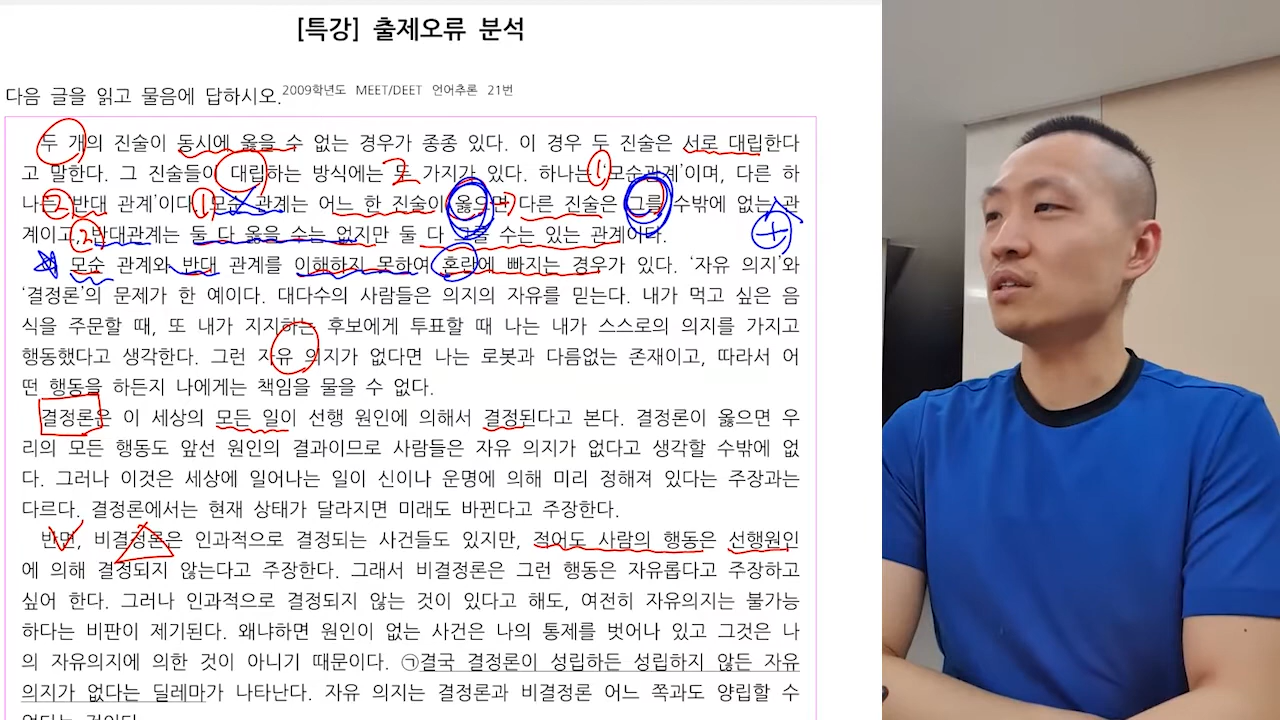 [특강] 출제오류 분석
다음 글을 읽고 물음에 답하시오. 2009학년도 MEET/DEET 언어추론 21번
두 개의 진술이 동시에 옳을 수 없는 경우가 종종 있다. 이 경우 두 진술은 서로 대립한다
고 말한다. 그 진술들이 대립하는 방식에는 두 가지가 있다. 하나는 '모순관계'이며, 다른 하
나는 '반대 관계'이다. 모순 관계는 어느 한 진술이 옳으면 다른 진술은 그를 수밖에 없는 관
계이고, 반대관계는 둘 다 옳을 수는 없지만 둘 다 그를 수는 있는 관계이다.
모순 관계와 반대 관계를 이해하지 못하여 혼란에 빠지는 경우가 있다. '자유 의지'와
'결정론'의 문제가 한 예이다. 대다수의 사람들은 의지의 자유를 믿는다. 내가 먹고 싶은 음
식을 주문할 때, 또 내가 지지하는 후보에게 투표할 때 나는 내가 스스로의 의지를 가지고
행동했다고 생각한다. 그런 자유 의지가 없다면 나는 로봇과 다름없는 존재이고, 따라서 어
떤 행동을 하든지 나에게는 책임을 물을 수 없다.
결정론은 이 세상의 모든 일이 선행 원인에 의해서 결정된다고 본다. 결정론이 옳으면 우
리의 모든 행동도 앞선 원인의 결과이므로 사람들은 자유 의지가 없다고 생각할 수밖에 없
다. 그러나 이것은 세상에 일어나는 일이 신이나 운명에 의해 미리 정해져 있다는 주장과는
다르다. 결정론에서는 현재 상태가 달라지면 미래도 바뀐다고 주장한다.
반면, 비결정론은 인과적으로 결정되는 사건들도 있지만, 적어도 사람의 행동은 선행원인
에 의해 결정되지 않는다고 주장한다. 그래서 비결정론은 그런 행동은 자유롭다고 주장하고
싶어 한다. 그러나 인과적으로 결정되지 않는 것이 있다고 해도, 여전히 자유의지는 불가능
하다는 비판이 제기된다. 왜냐하면 원인이 없는 사건은 나의 통제를 벗어나 있고 그것은 나
의 자유의지에 의한 것이 아니기 때문이다. ㉠결국 결정론이 성립하든 성립하지 않든 자유
의지가 없다는 딜레마가 나타난다. 자유 의지는 결정론과 비결정론 어느 쪽과도 양립할 수